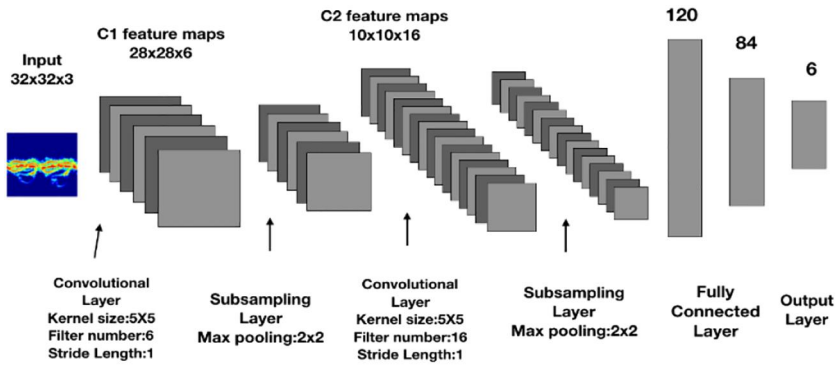 Input
32x32x3
C1 feature maps
28x28x6
C2 feature maps
10x10x16
120
84
6
Convolutional
Layer
Kernel size:5X5
Filter number:6
Stride Length:1
Subsampling
Layer
Max pooling:2x2
Convolutional
Layer
Kernel size:5X5
Filter number:16
Stride Length:1
Subsampling
Layer
Max pooling:2x2
Fully
Connected
Layer
Output
Layer